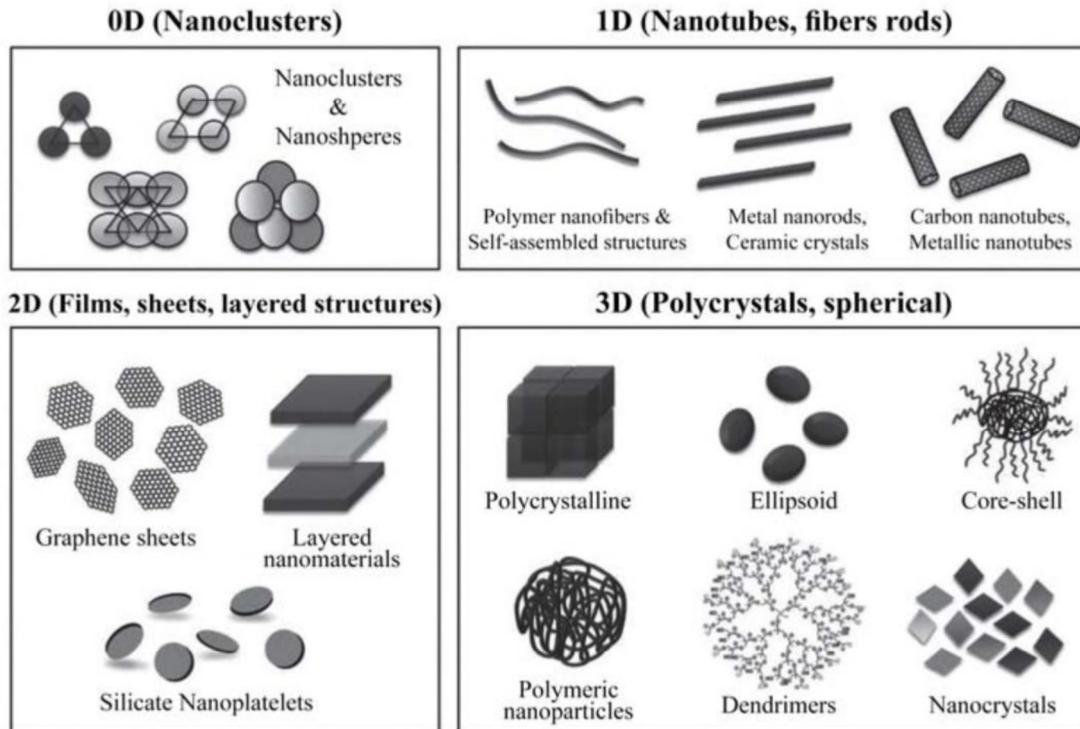 0D (Nanoclusters)
Nanoclusters
&
Nanoshperes
1D (Nanotubes, fibers rods)
Polymer nanofibers &
Self-assembled structures
Metal nanorods,
Ceramic crystals
Carbon nanotubes,
Metallic nanotubes
2D (Films, sheets, layered structures)
Graphene sheets
Layered
nanomaterials
Silicate Nanoplatelets
3D (Polycrystals, spherical)
Polycrystalline
Ellipsoid
Core-shell
Polymeric
nanoparticles
Dendrimers
Nanocrystals